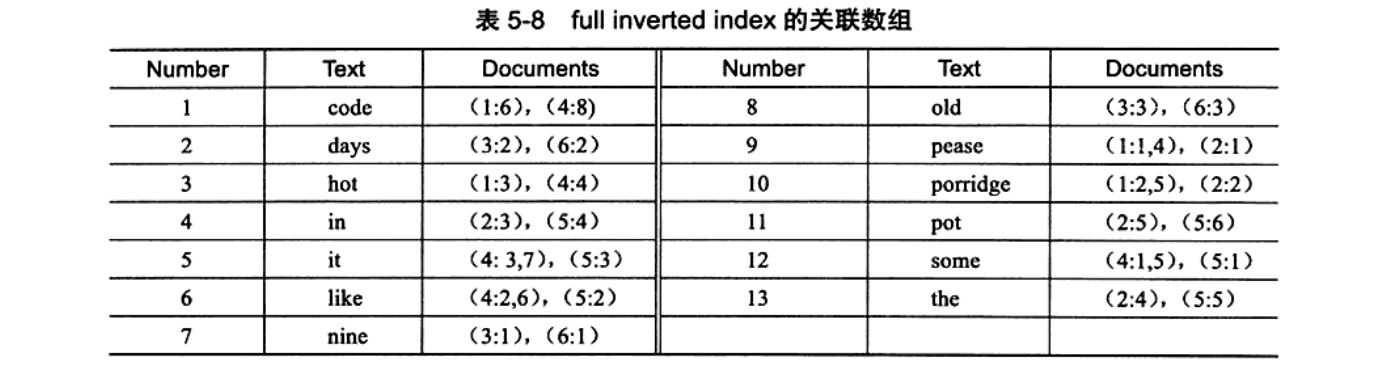 表 5-8 full inverted index 的关联数组
Number Text Documents Number Text Documents
1 code （1:6），（4:8) 8 old （3:3），（6:3）
2 days （3:2），（6:2） 9 pease （1:1,4），（2:1）
3 hot （1:3），（4:4） 10 porridge （1:2,5），（2:2）
4 in （2:3），（5:4） 11 pot （2:5），（5:6）
5 it （4: 3,7），（5:3） 12 some （4:1,5），（5:1）
6 like （4:2,6），（5:2） 13 the （2:4），（5:5）
7 nine （3:1），（6:1）